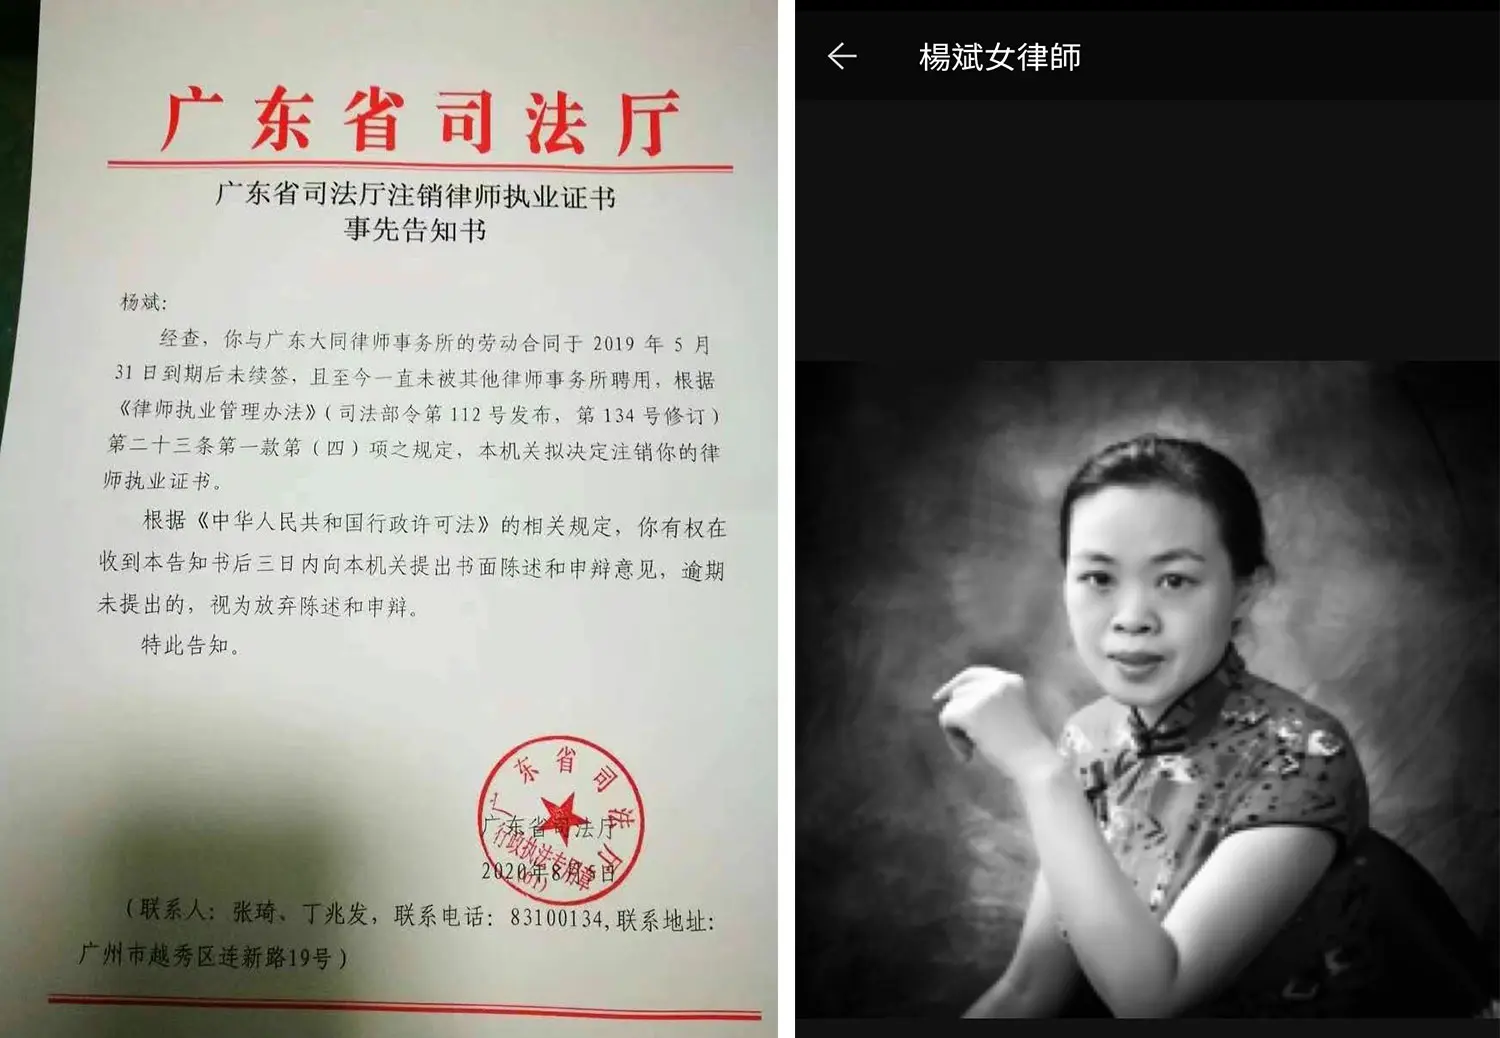 广东省司法厅
广东省司法厅注销律师执业证书
事先告知书
杨斌：
经查，你与广东大同律师事务所的劳动合同于 2019 年 5 月
31 日到期后未续签，且至今一直未被其他律师事务所聘用，根据
《律师执业管理办法》（司法部令第 112 号发布，第 134 号修订）
第二十三条第一款第（四）项之规定，本机关拟决定注销你的律
师执业证书。
根据《中华人民共和国行政许可法》的相关规定，你有权在
收到本告知书后三日内向本机关提出书面陈述和申辩意见，逾期
未提出的，视为放弃陈述和申辩。
特此告知。
广东省司法厅
行政执法专用章
广东省司法厅
2020年8月5日
（联系人：张琦、丁兆发，联系电话：83100134,联系地址：
广州市越秀区连新路19号）
楊斌女律師